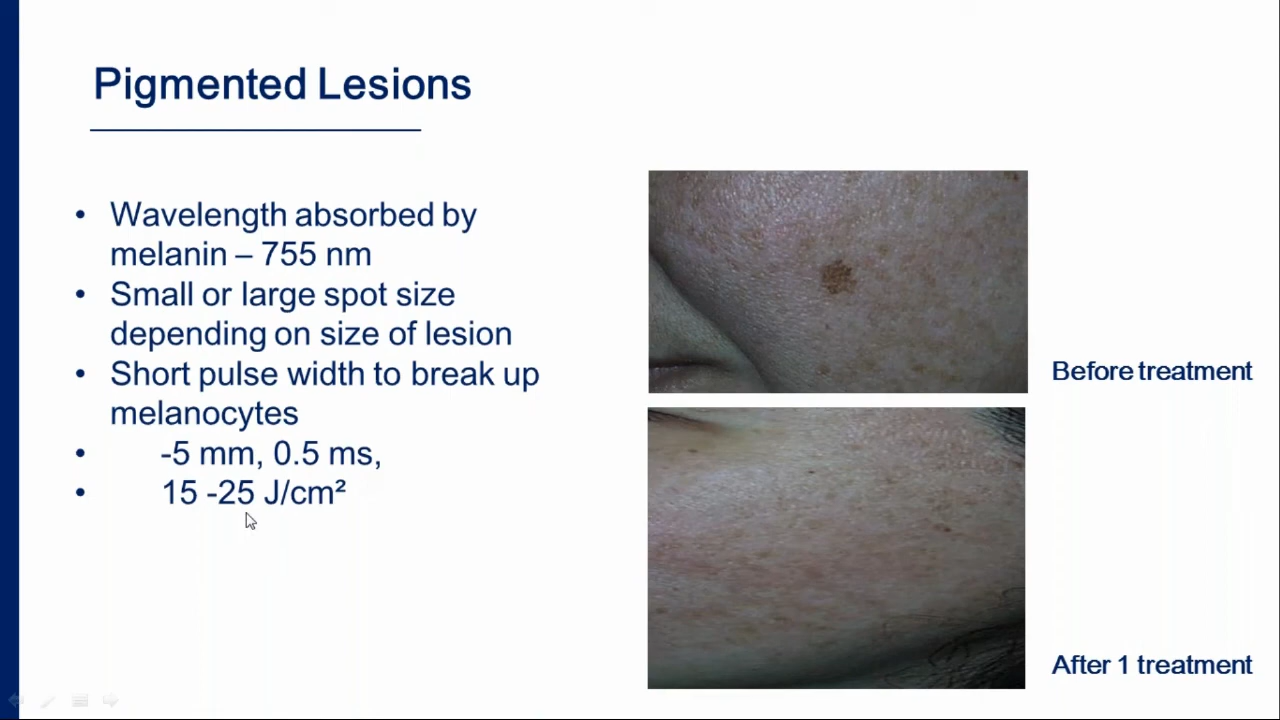 Pigmented Lesions
• Wavelength absorbed by
melanin – 755 nm
• Small or large spot size
depending on size of lesion
• Short pulse width to break up
melanocytes
• -5 mm, 0.5 ms,
• 15 -25 J/cm²
Before treatment
After 1 treatment